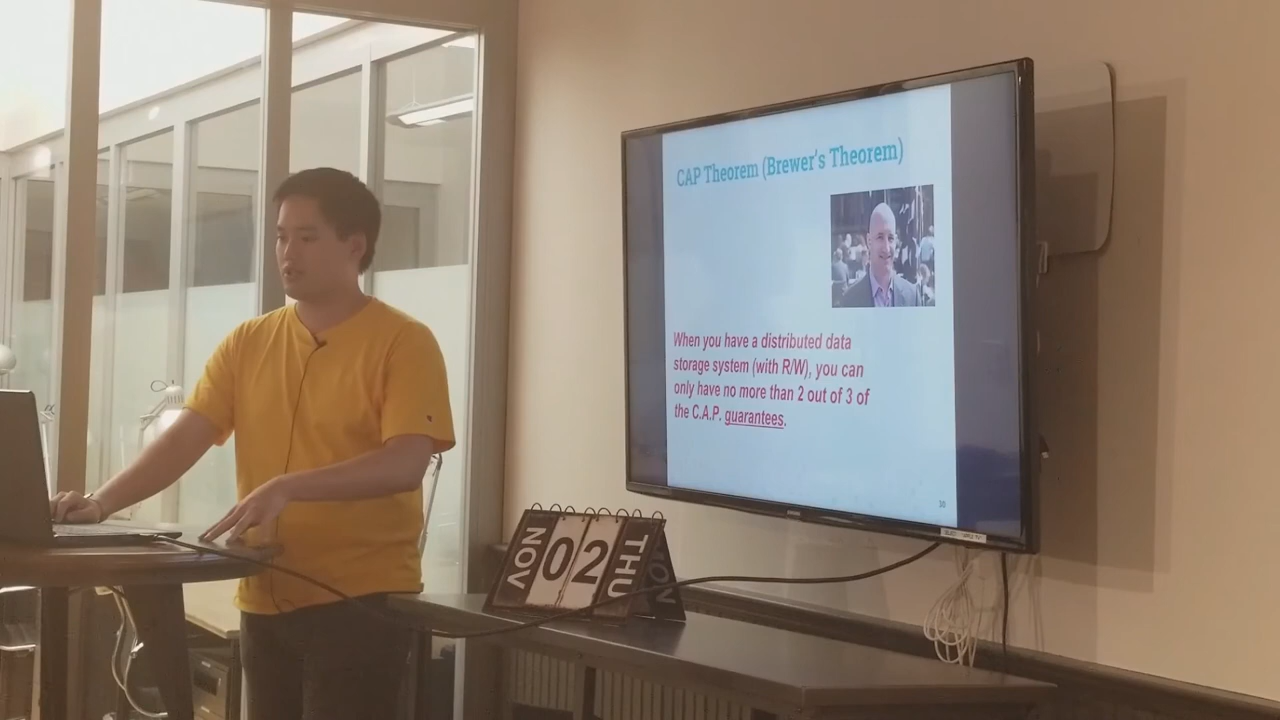 CAP Theorem (Brewer's Theorem)
When you have a distributed data
storage system (with R/W), you can
only have no more than 2 out of 3 of
the C.A.P. guarantees.
30
NOV 02 THU